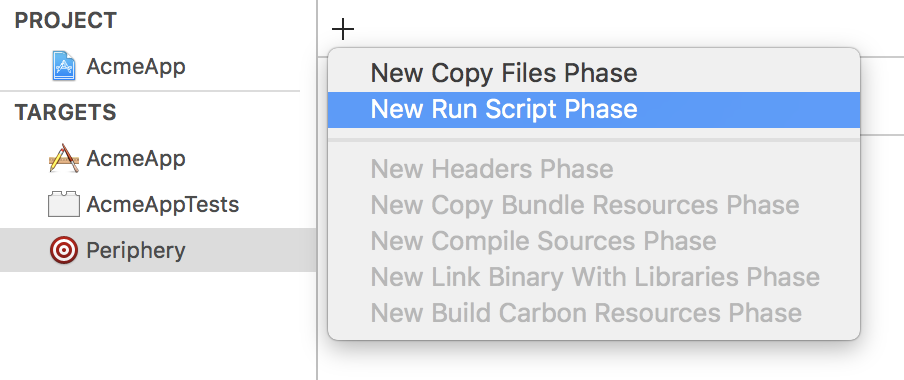 PROJECT
AcmeApp
TARGETS
AcmeApp
AcmeAppTests
Periphery
New Copy Files Phase
New Run Script Phase
New Headers Phase
New Copy Bundle Resources Phase
New Compile Sources Phase
New Link Binary With Libraries Phase
New Build Carbon Resources Phase